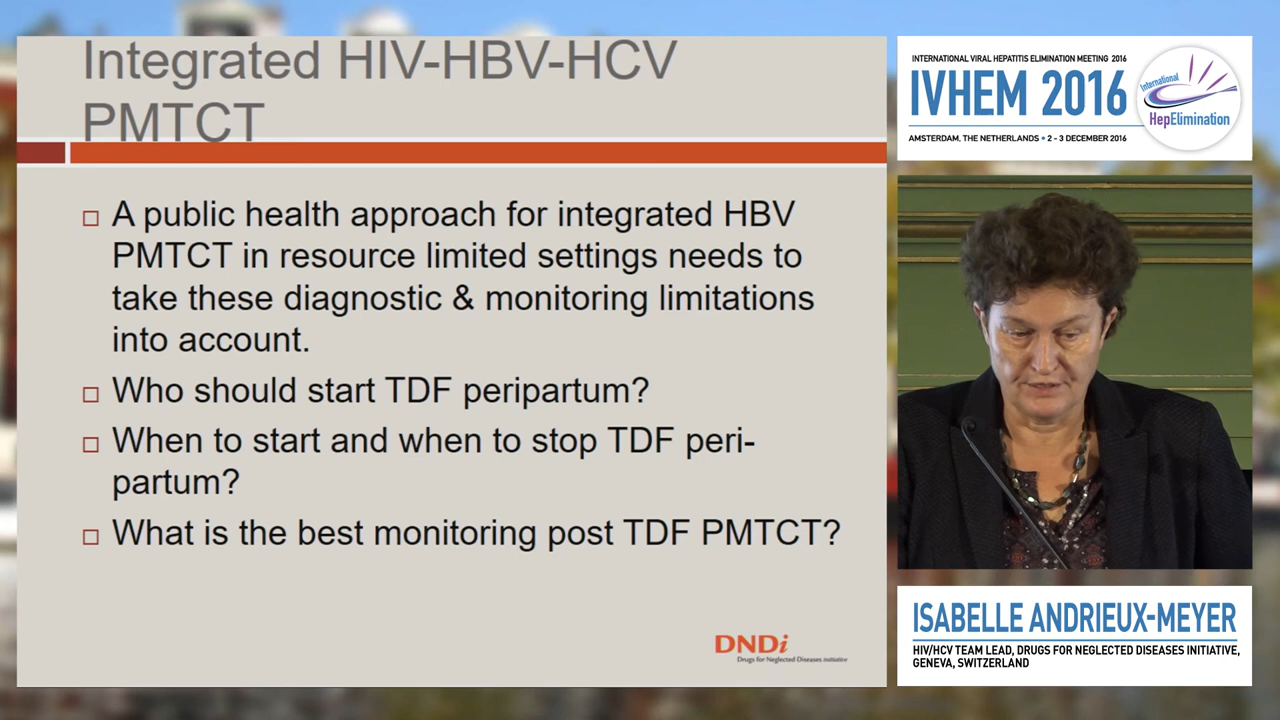 Integrated HIV-HBV-HCV
PMTCT
□ A public health approach for integrated HBV
PMTCT in resource limited settings needs to
take these diagnostic & monitoring limitations
into account.
□ Who should start TDF peripartum?
□ When to start and when to stop TDF peri-
partum?
□ What is the best monitoring post TDF PMTCT?
DNDi
Drugs for Neglected Diseases initiative
INTERNATIONAL VIRAL HEPATITIS ELIMINATION MEETING 2016
IVHEM 2016
AMSTERDAM, THE NETHERLANDS • 2 - 3 DECEMBER 2016
International
HepElimination
ISABELLE ANDRIEUX-MEYER
HIV/HCV TEAM LEAD, DRUGS FOR NEGLECTED DISEASES INITIATIVE,
GENEVA, SWITZERLAND